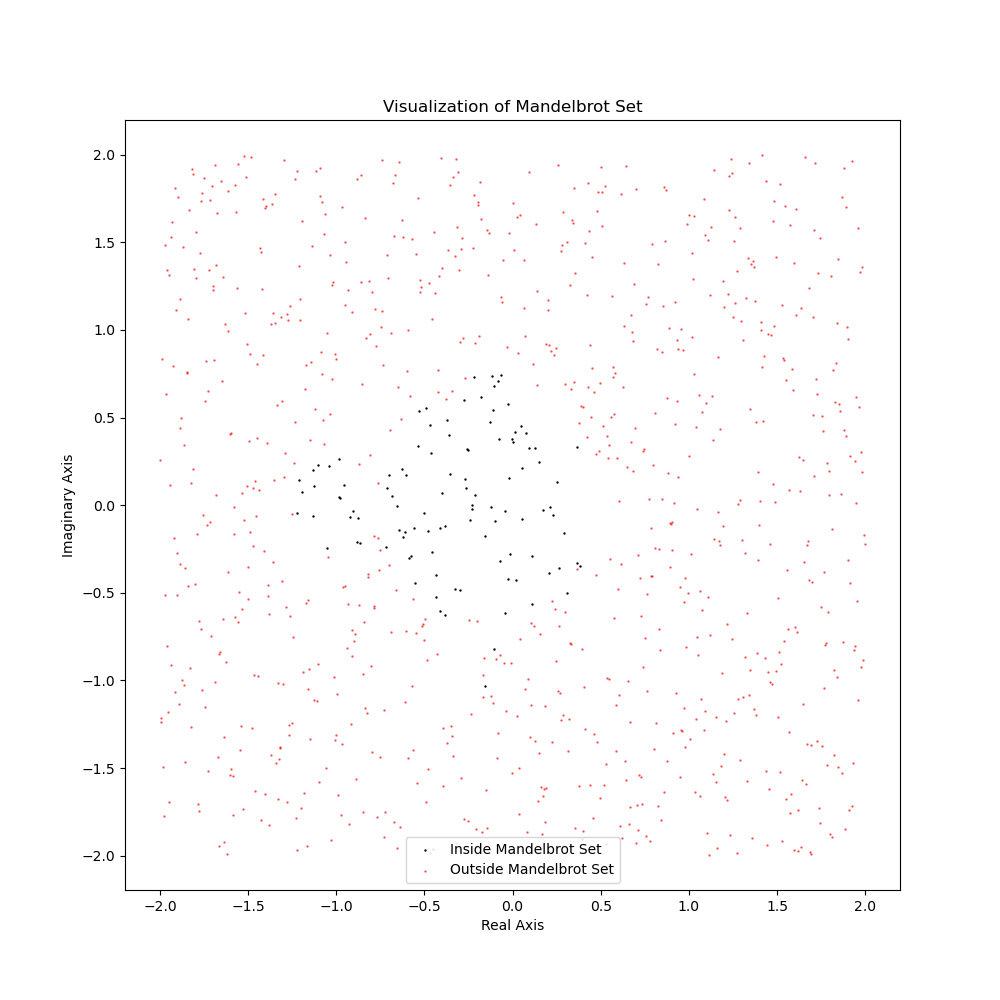 Visualization of Mandelbrot Set
2.0
1.5
1.0
0.5
0.0
−0.5
−1.0
−1.5
−2.0
Imaginary Axis
Inside Mandelbrot Set
Outside Mandelbrot Set
−2.0 −1.5 −1.0 −0.5 0.0 0.5 1.0 1.5 2.0
Real Axis